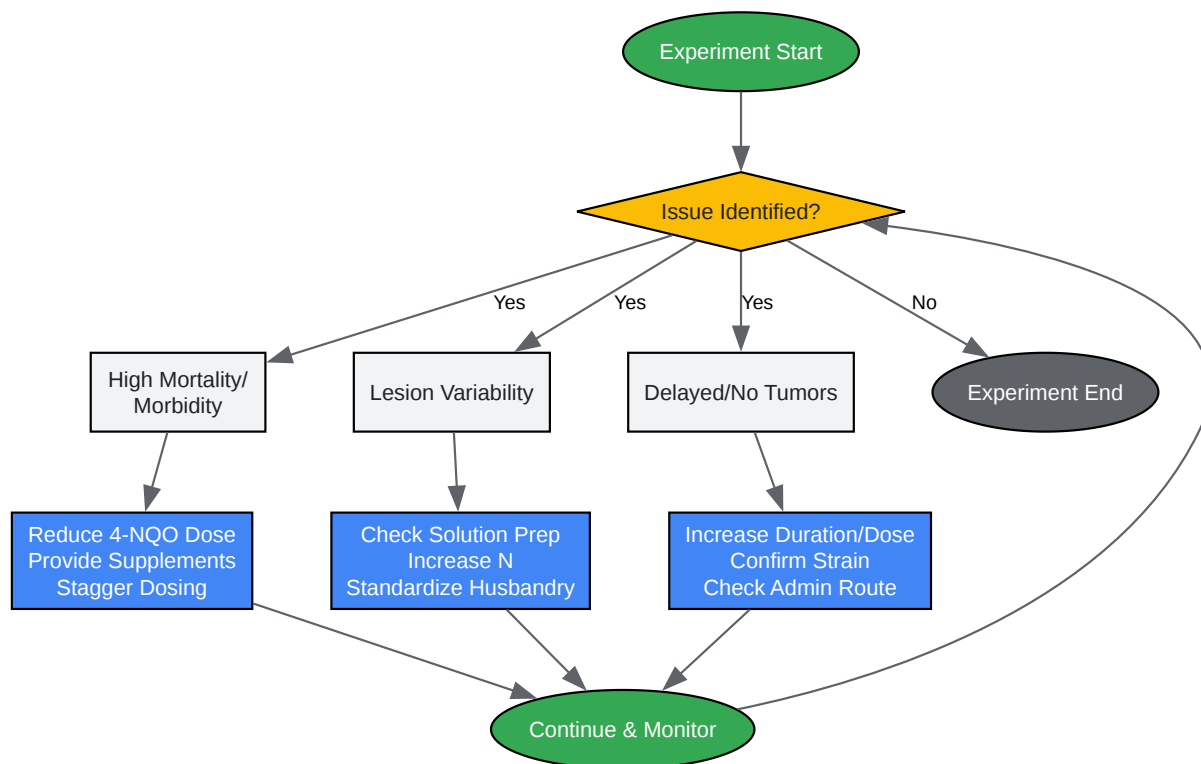 Experiment Start
Issue Identified?
Yes
Yes
Yes
No
High Mortality/
Morbidity
Lesion Variability
Delayed/No Tumors
Experiment End
Reduce 4-NQO Dose
Provide Supplements
Stagger Dosing
Check Solution Prep
Increase N
Standardize Husbandry
Increase Duration/Dose
Confirm Strain
Check Admin Route
Continue & Monitor